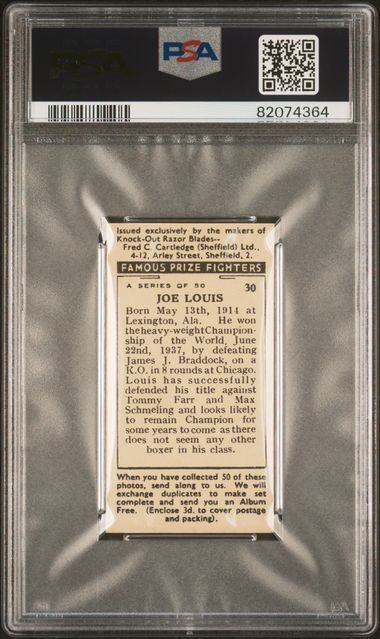 PSA
PSA
82074364
Issued exclusively by the makers of
Knock-Out Razor Blades--
Fred C. Cartledge (Sheffield) Ltd.,
4-12, Arley Street, Sheffield, 2.
FAMOUS PRIZE FIGHTERS
A SERIES OF 50 30
JOE LOUIS
Born May 13th, 1914 at
Lexington, Ala. He won
the heavy-weight Champion-
ship of the World, June
22nd, 1937, by defeating
James J. Braddock, on a
K.O. in 8 rounds at Chicago.
Louis has successfully
defended his title against
Tommy Farr and Max
Schmeling and looks likely
to remain Champion for
some years to come as there
does not seem any other
boxer in his class.
When you have collected 50 of these
photos, send along to us. We will
exchange duplicates to make set
complete and send you an Album
Free. (Enclose 3d. to cover postage
and packing).